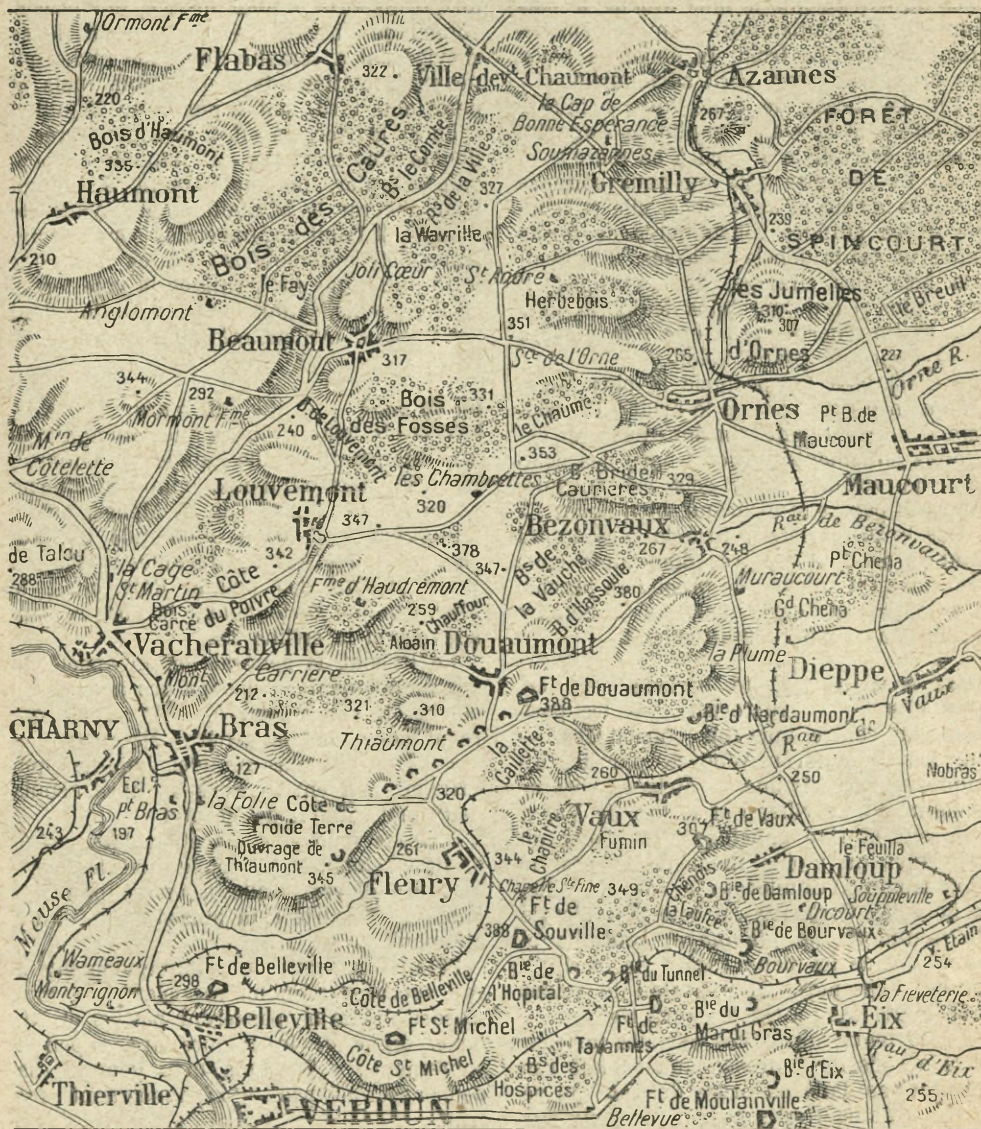 Ormont Fme
Flabas
322
Ville-devt-Chaumont
Azannes
220
Bois d'Haumont
335
la Cap de
Bonne Espérance
267
FORÊT
Soumazannes
DE
Haumont
Caures
Bs le Comte
Rs de la Ville
327
Gremilly
239
SPINCOURT
210
Bois des
la Wavrille
le Fay
Joli Cœur
St André
Herbebois
les Jumelles
310
307
le Breuil
Anglemont
351
Beaumont
317
Sce de l'Orne
265
d'Ornes
227
Orne R.
344
292
Mormont Fme
Bois
des Fosses
331
le Chaume
Ornes
Pt B. de
Maucourt
Min de
Côtelette
240
B. de Louvemont
353
les Chambrettes
B. Bride
Caurières
329
Maucourt
Louvemont
347
320
Bezonvaux
267
248
Rau de Bezonvaux
de Talou
288
la Cage
St Martin
342
Côte
du Poivre
378
347
Bs de
la Vauche
B. d'Hassoule
380
Muraucourt
Pt Chena
Gd Chena
Bois
Carré
Fme d'Haudremont
259
Chauffour
Vacherauville
Albain
Douaumont
la Plume
Dieppe
Mont
Carrière
212
Ft de Douaumont
388
Vaux
CHARNY
Bras
321
310
Thiaumont
Bie d'Hardaumont
Rau de
127
la Caillette
260
250
Nobras
Ecl.
pt Bras
la Folie
Côte de
Froide Terre
320
243
197
Ouvrage de
Thiaumont
345
261
Fleury
344
le Chapitre
Vaux
Fumin
307
Ft de Vaux
le Feuilla
Damloup
Meuse Fl.
Chapelle Ste Fine
349
Chenois
la Laufée
Bie de Damloup
Souppleville
Dicourt
388
Ft de
Souville
Bie de Bourvaux
v. Etain
254
Wameaux
Ft de Belleville
298
Côte de Belleville
Bie de
l'Hopital
Bie du Tunnel
Bourvaux
Montgrignon
la Fieveterie
Belleville
Ft St Michel
Ft de
Tavannes
Bie du
Mardi Gras
Eix
Côte St Michel
Bs des
Hospices
Bie d'Eix
Rau d'Eix
Thierville
VERDUN
Ft de Moulainville
255
Bellevue